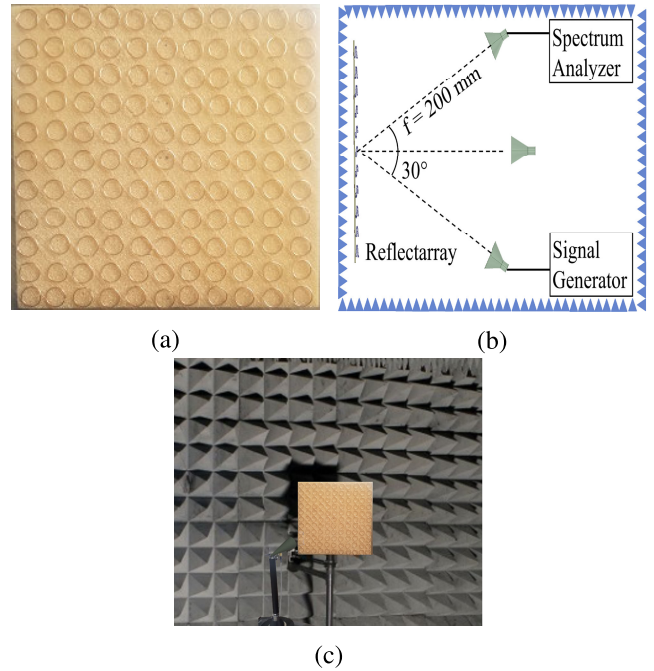 Spectrum
Analyzer
f = 200 mm
30°
Reflectarray
Signal
Generator
(a)
(b)
(c)